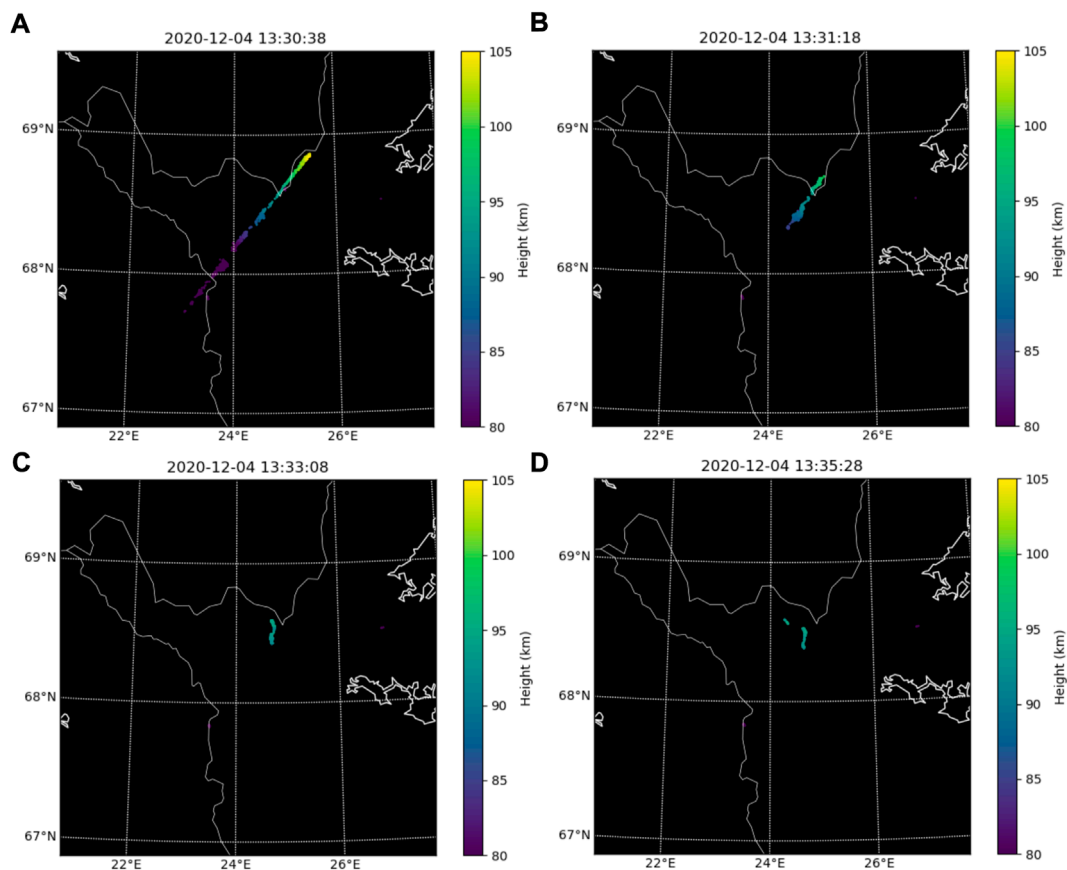 A
2020-12-04 13:30:38
69°N
68°N
67°N
22°E
24°E
26°E
105
100
95
90
85
80
Height (km)
B
2020-12-04 13:31:18
69°N
68°N
67°N
22°E
24°E
26°E
105
100
95
90
85
80
Height (km)
C
2020-12-04 13:33:08
69°N
68°N
67°N
22°E
24°E
26°E
105
100
95
90
85
80
Height (km)
D
2020-12-04 13:35:28
69°N
68°N
67°N
22°E
24°E
26°E
105
100
95
90
85
80
Height (km)